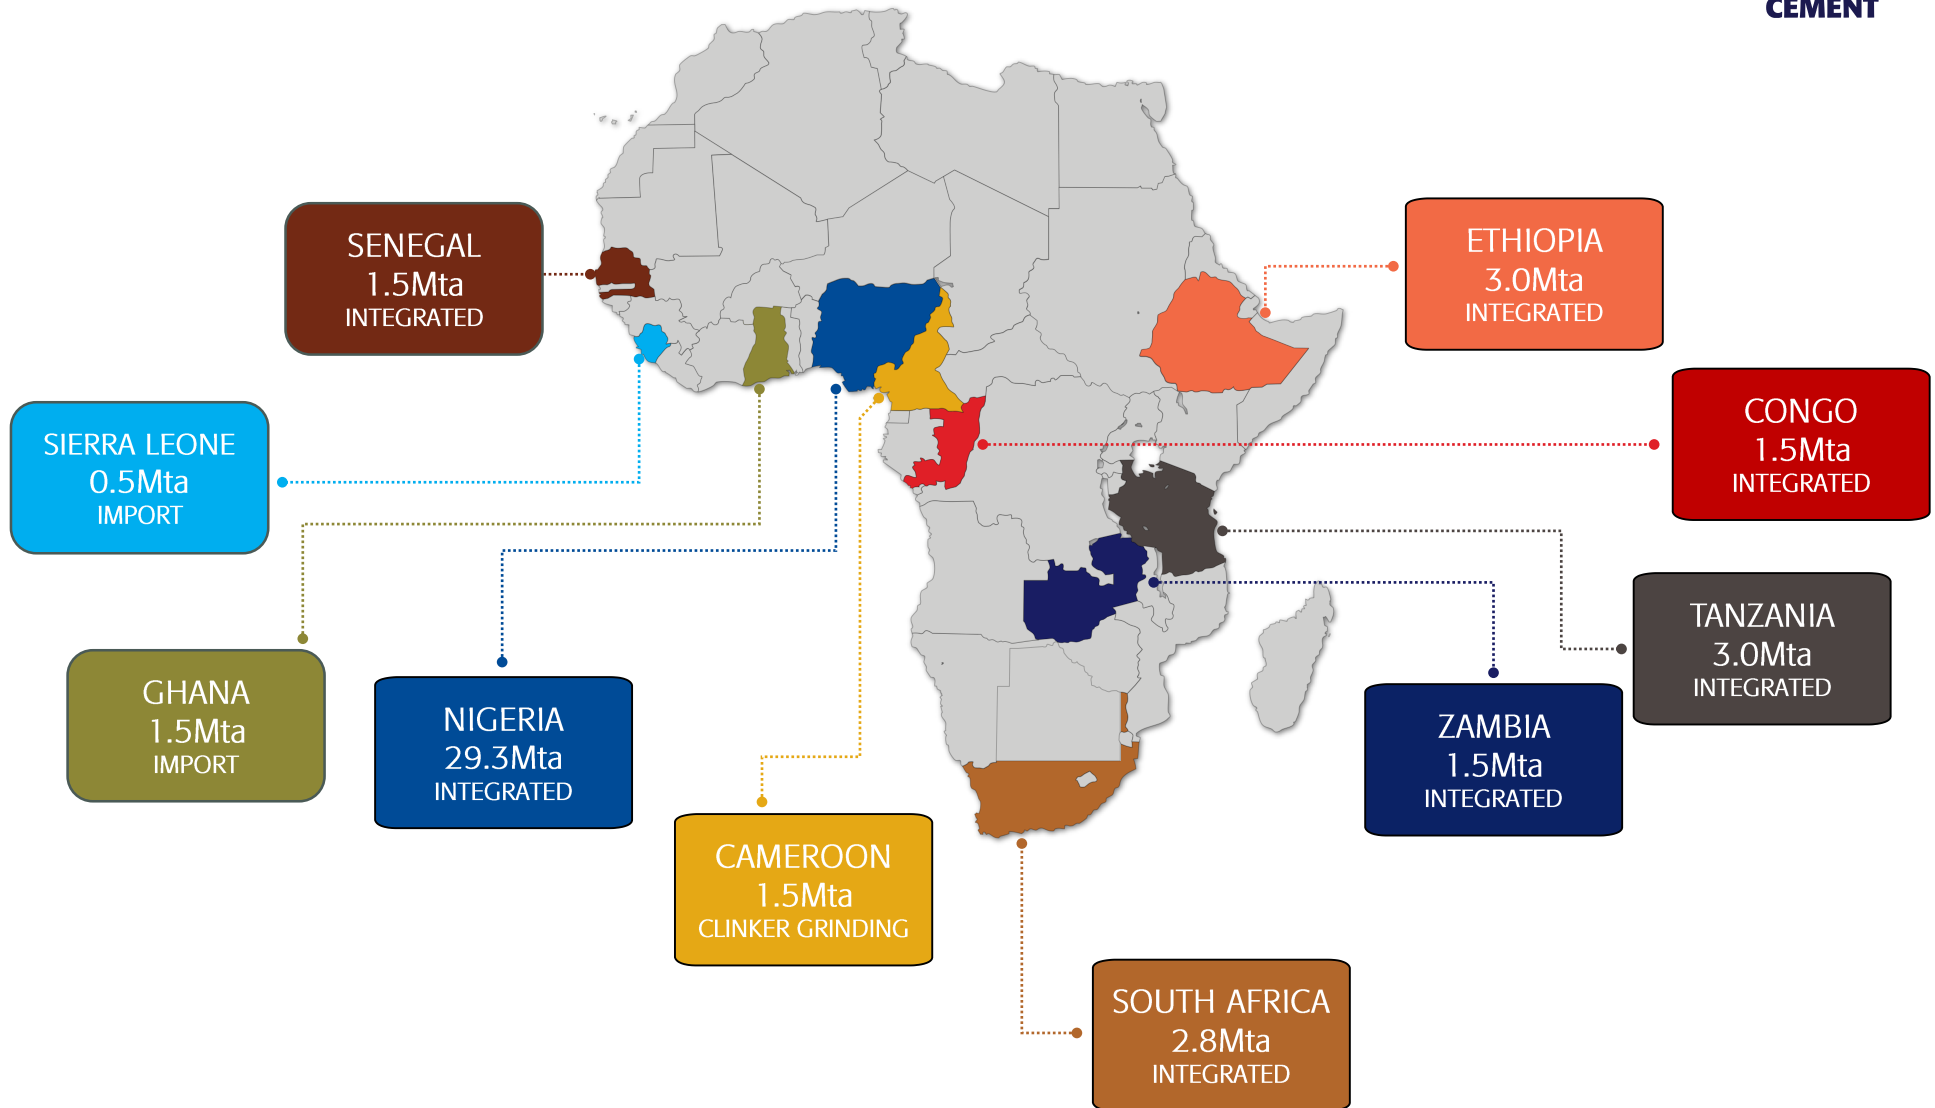 CEMENT
SENEGAL
1.5Mta
INTEGRATED
ETHIOPIA
3.0Mta
INTEGRATED
CONGO
1.5Mta
INTEGRATED
SIERRA LEONE
0.5Mta
IMPORT
TANZANIA
3.0Mta
INTEGRATED
GHANA
1.5Mta
IMPORT
NIGERIA
29.3Mta
INTEGRATED
ZAMBIA
1.5Mta
INTEGRATED
CAMEROON
1.5Mta
CLINKER GRINDING
SOUTH AFRICA
2.8Mta
INTEGRATED